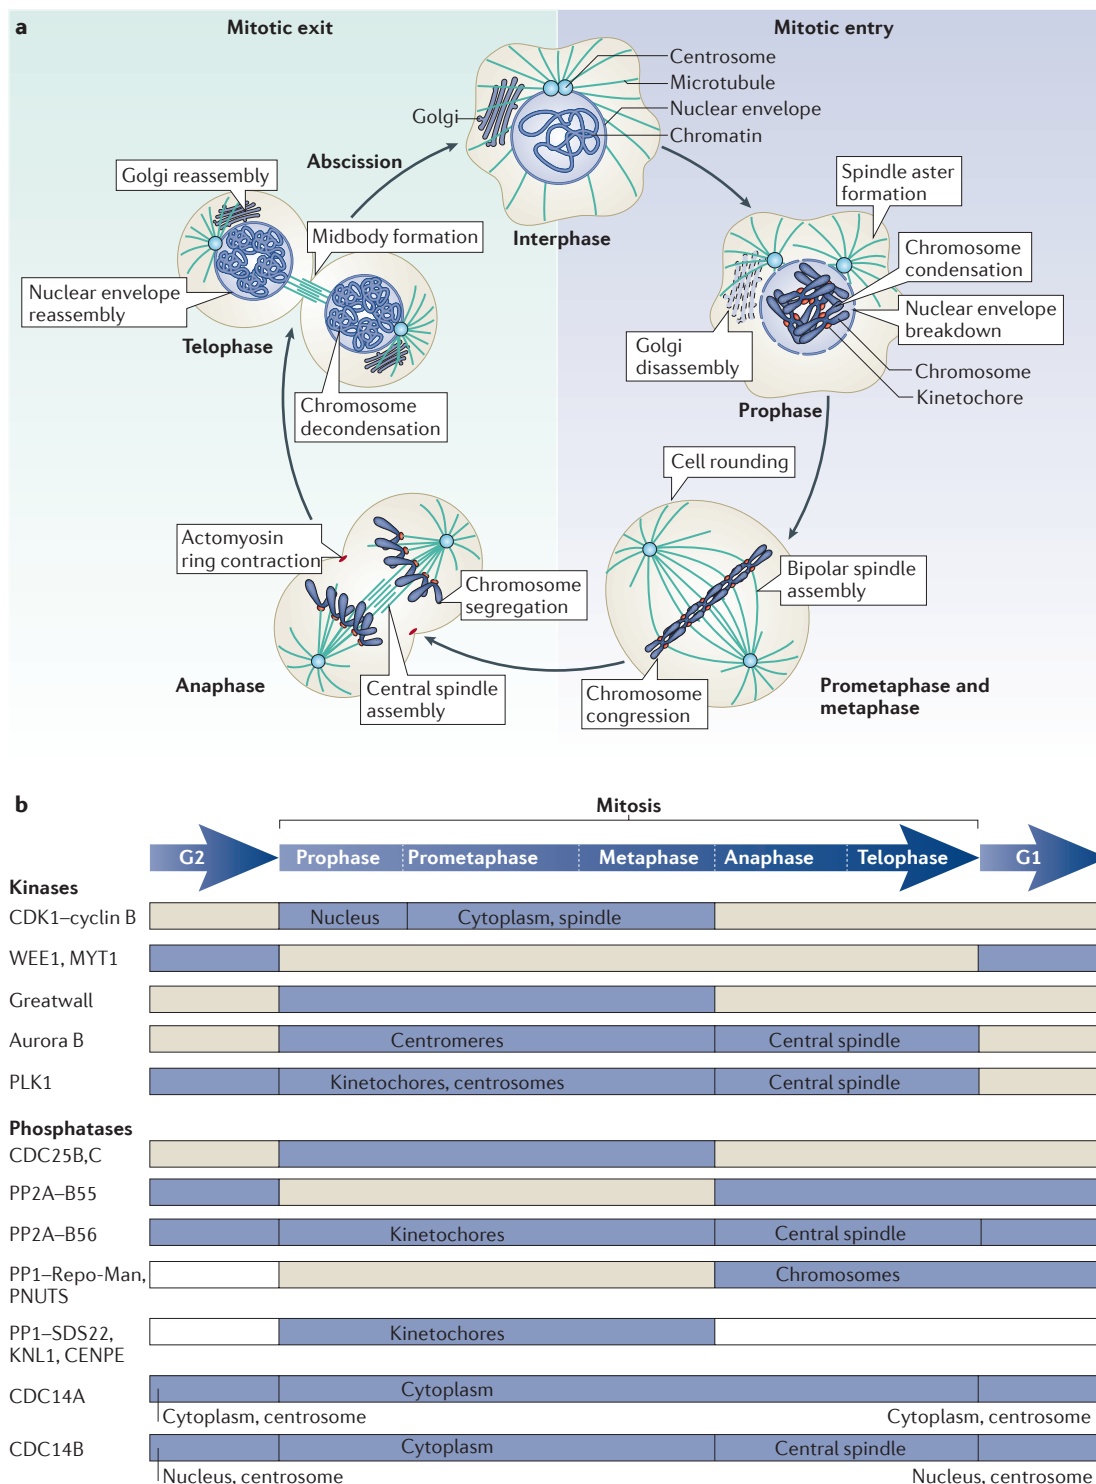 a
Mitotic exit
Mitotic entry
Centrosome
Microtubule
Nuclear envelope
Chromatin
Golgi
Abscission
Interphase
Golgi reassembly
Midbody formation
Nuclear envelope
reassembly
Telophase
Chromosome
decondensation
Spindle aster
formation
Chromosome
condensation
Nuclear envelope
breakdown
Golgi
disassembly
Chromosome
Kinetochore
Prophase
Cell rounding
Bipolar spindle
assembly
Chromosome
congression
Prometaphase and
metaphase
Actomyosin
ring contraction
Chromosome
segregation
Anaphase
Central spindle
assembly
b
Mitosis
G2 Prophase Prometaphase Metaphase Anaphase Telophase G1
Kinases
CDK1–cyclin B Nucleus Cytoplasm, spindle
WEE1, MYT1
Greatwall
Aurora B Centromeres Central spindle
PLK1 Kinetochores, centrosomes Central spindle
Phosphatases
CDC25B,C
PP2A–B55
PP2A–B56 Kinetochores Central spindle
PP1–Repo-Man, Chromosomes
PNUTS
PP1–SDS22, Kinetochores
KNL1, CENPE
CDC14A Cytoplasm
Cytoplasm, centrosome Cytoplasm, centrosome
CDC14B Cytoplasm Central spindle
Nucleus, centrosome Nucleus, centrosome